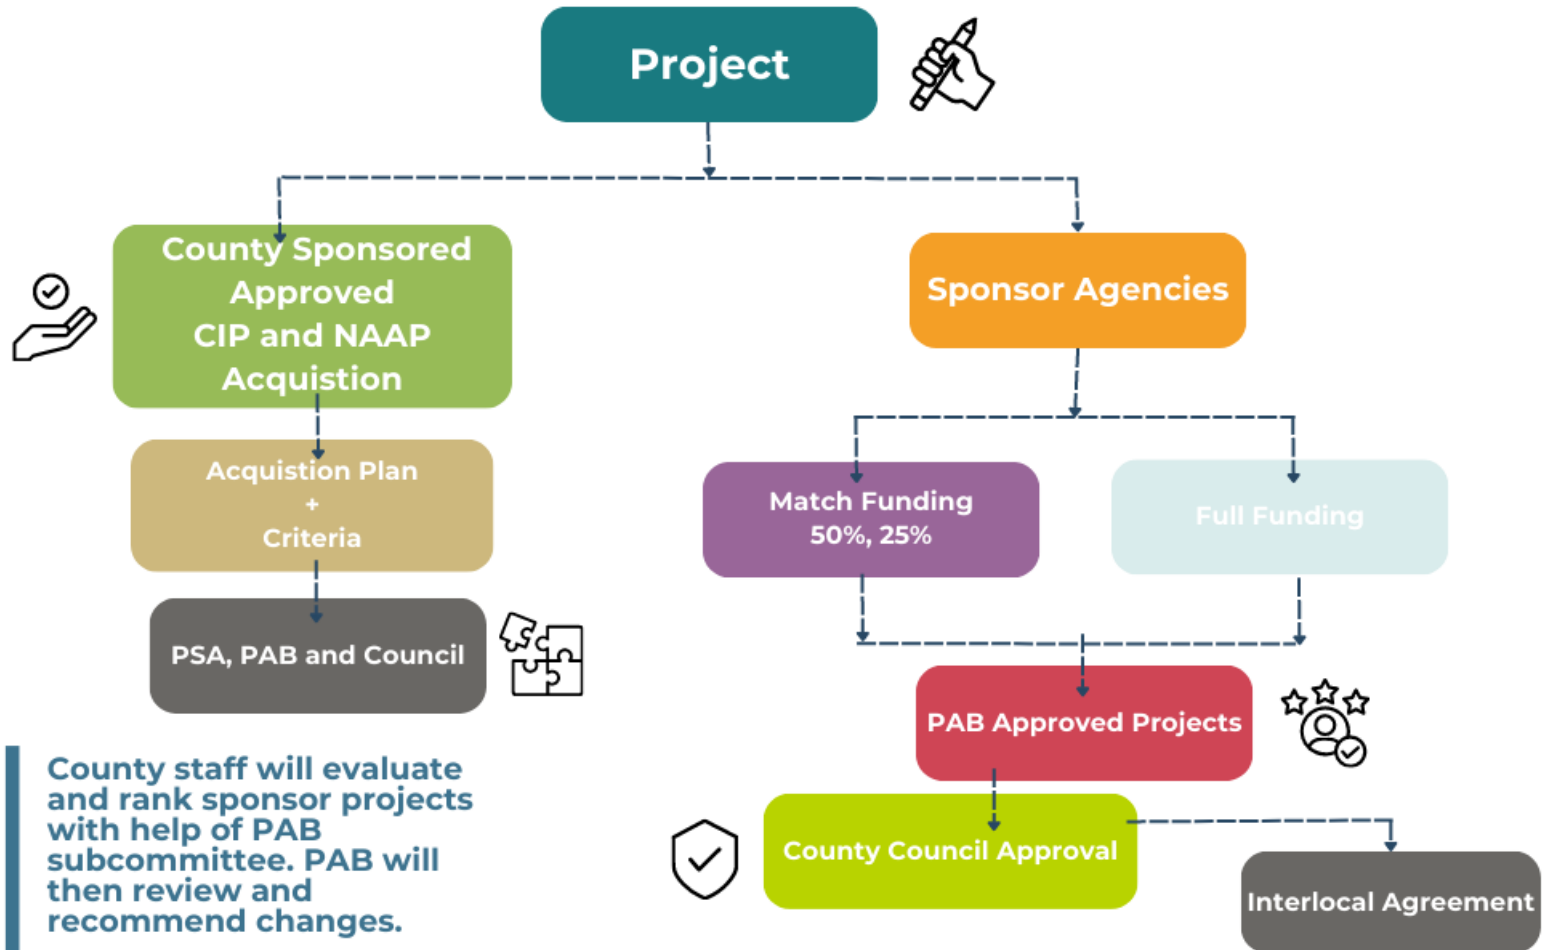 Project
County Sponsored
Approved
CIP and NAAP
Acquistion
Sponsor Agencies
Acquistion Plan
+
Criteria
Match Funding
50%, 25%
Full Funding
PSA, PAB and Council
PAB Approved Projects
County staff will evaluate
and rank sponsor projects
with help of PAB
subcommittee. PAB will
then review and
recommend changes.
County Council Approval
Interlocal Agreement